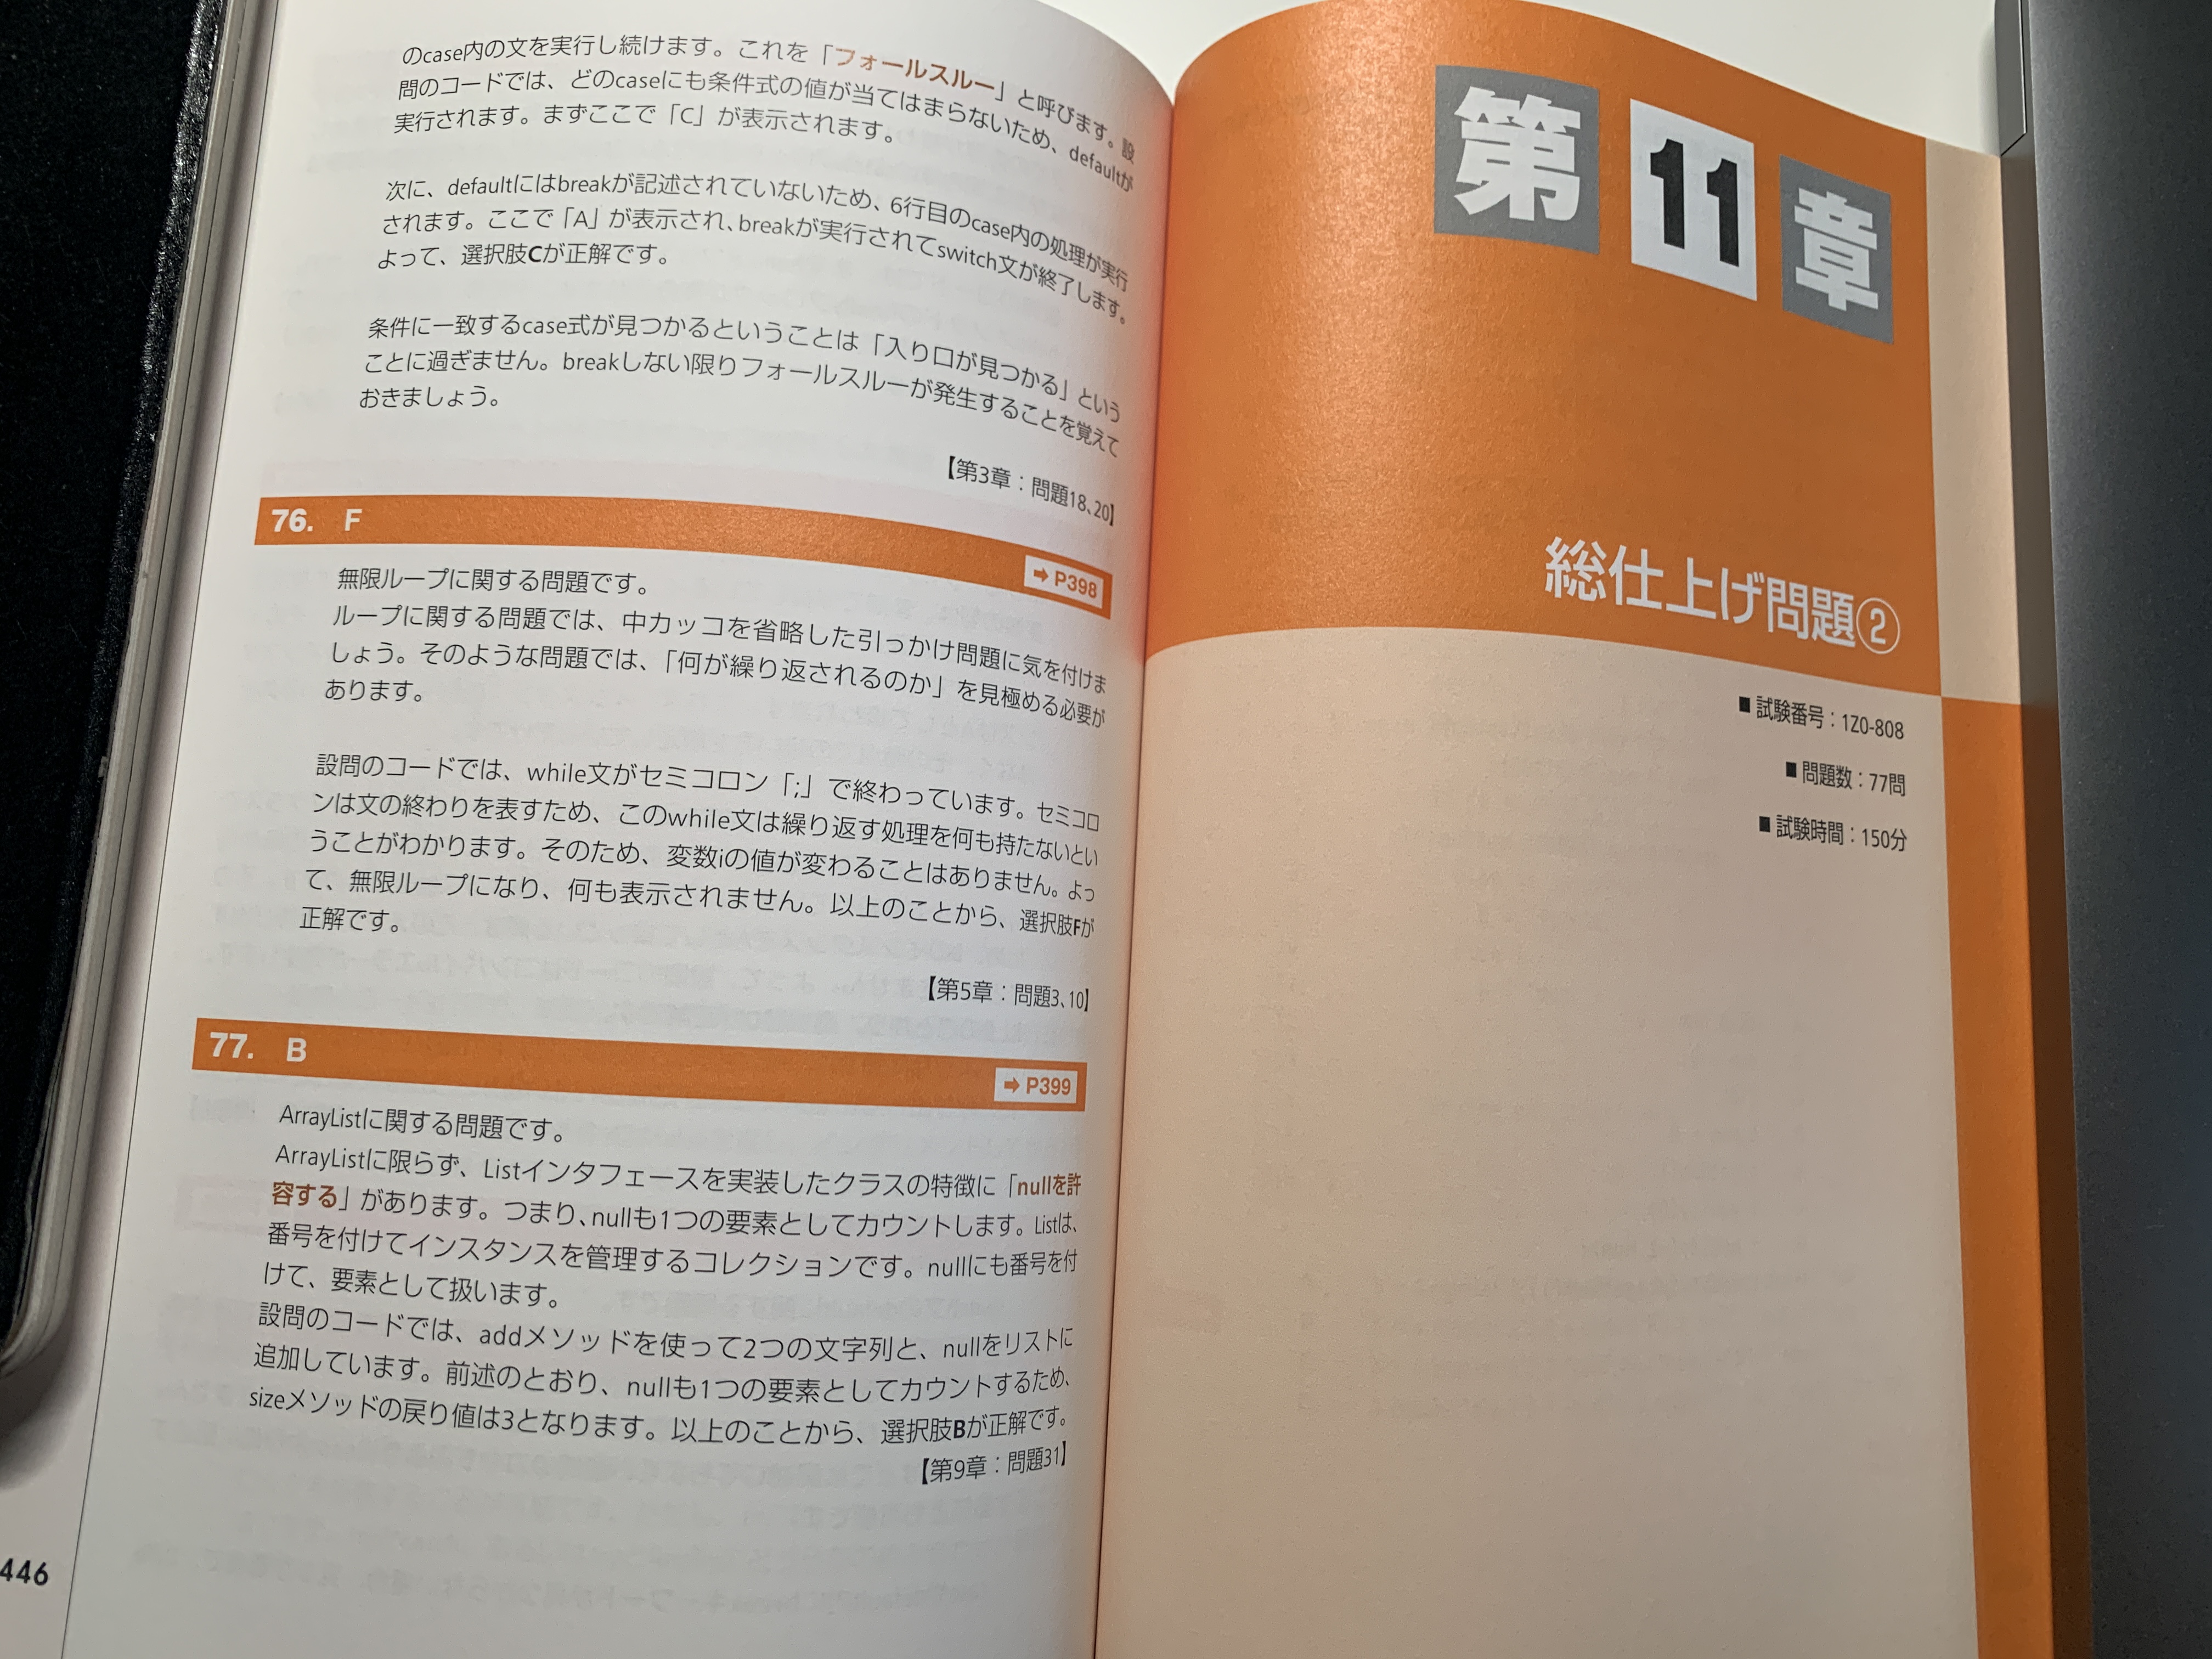 のcase内の文を実行し続けます。これを「フォールスルー」と呼びます。設
問のコードでは、どのcaseにも条件式の値が当てはまらないため、defaultが
実行されます。まずここで「C」が表示されます。
次に、defaultにはbreakが記述されていないため、6行目のcase内の処理が実行
されます。ここで「A」が表示され、breakが実行されてswitch文が終了します。
よって、選択肢Cが正解です。
条件に一致するcase式が見つかるということは「入り口が見つかる」という
ことに過ぎません。breakしない限りフォールスルーが発生することを覚えて
おきましょう。
【第3章：問題18、20】
76. F
➡ P398
無限ループに関する問題です。
ループに関する問題では、中カッコを省略した引っかけ問題に気を付けま
しょう。そのような問題では、「何が繰り返されるのか」を見極める必要が
あります。
設問のコードでは、while文がセミコロン「;」で終わっています。セミコロ
ンは文の終わりを表すため、このwhile文は繰り返す処理を何も持たないとい
うことがわかります。そのため、変数iの値が変わることはありません。よっ
て、無限ループになり、何も表示されません。以上のことから、選択肢Fが
正解です。
【第5章：問題3、10】
77. B
➡ P399
ArrayListに関する問題です。
ArrayListに限らず、Listインタフェースを実装したクラスの特徴に「nullを許
容する」があります。つまり、nullも1つの要素としてカウントします。Listは、
番号を付けてインスタンスを管理するコレクションです。nullにも番号を付
けて、要素として扱います。
設問のコードでは、addメソッドを使って2つの文字列と、nullをリストに
追加しています。前述のとおり、nullも1つの要素としてカウントするため、
sizeメソッドの戻り値は3となります。以上のことから、選択肢Bが正解です。
【第9章：問題31】
446
第11章
総仕上げ問題②
■ 試験番号：1Z0-808
■ 問題数：77問
■ 試験時間：150分